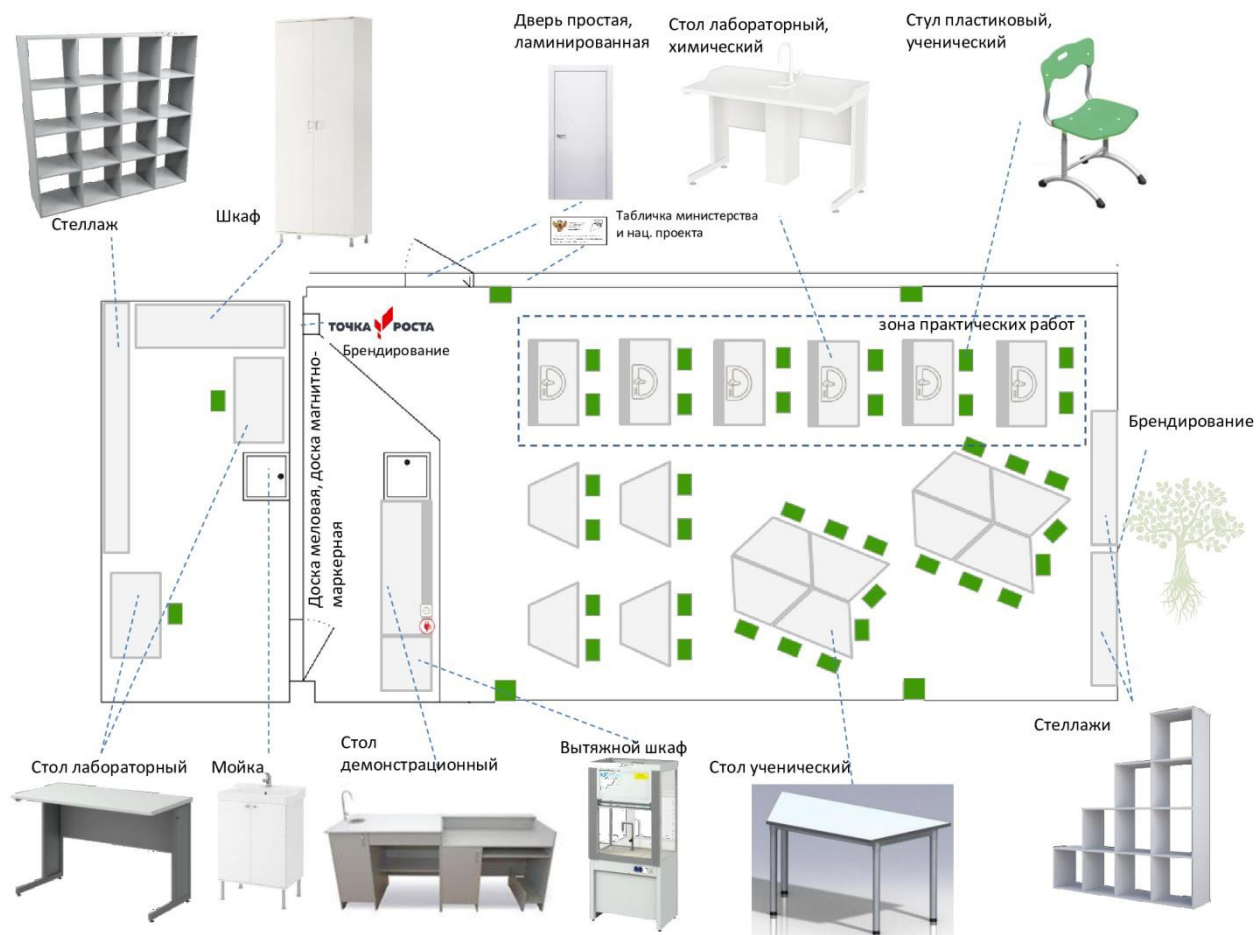 Дверь простая,
ламинированная
Стол лабораторный,
химический
Стул пластиковый,
ученический
Стеллаж
Шкаф
Табличка министерства
и нац. проекта
ТОЧКА РОСТА
Брендирование
зона практических работ
Брендирование
Доска меловая, доска магнитно-
маркерная
Стеллажи
Стол лабораторный
Мойка
Стол
демонстрационный
Вытяжной шкаф
Стол ученический